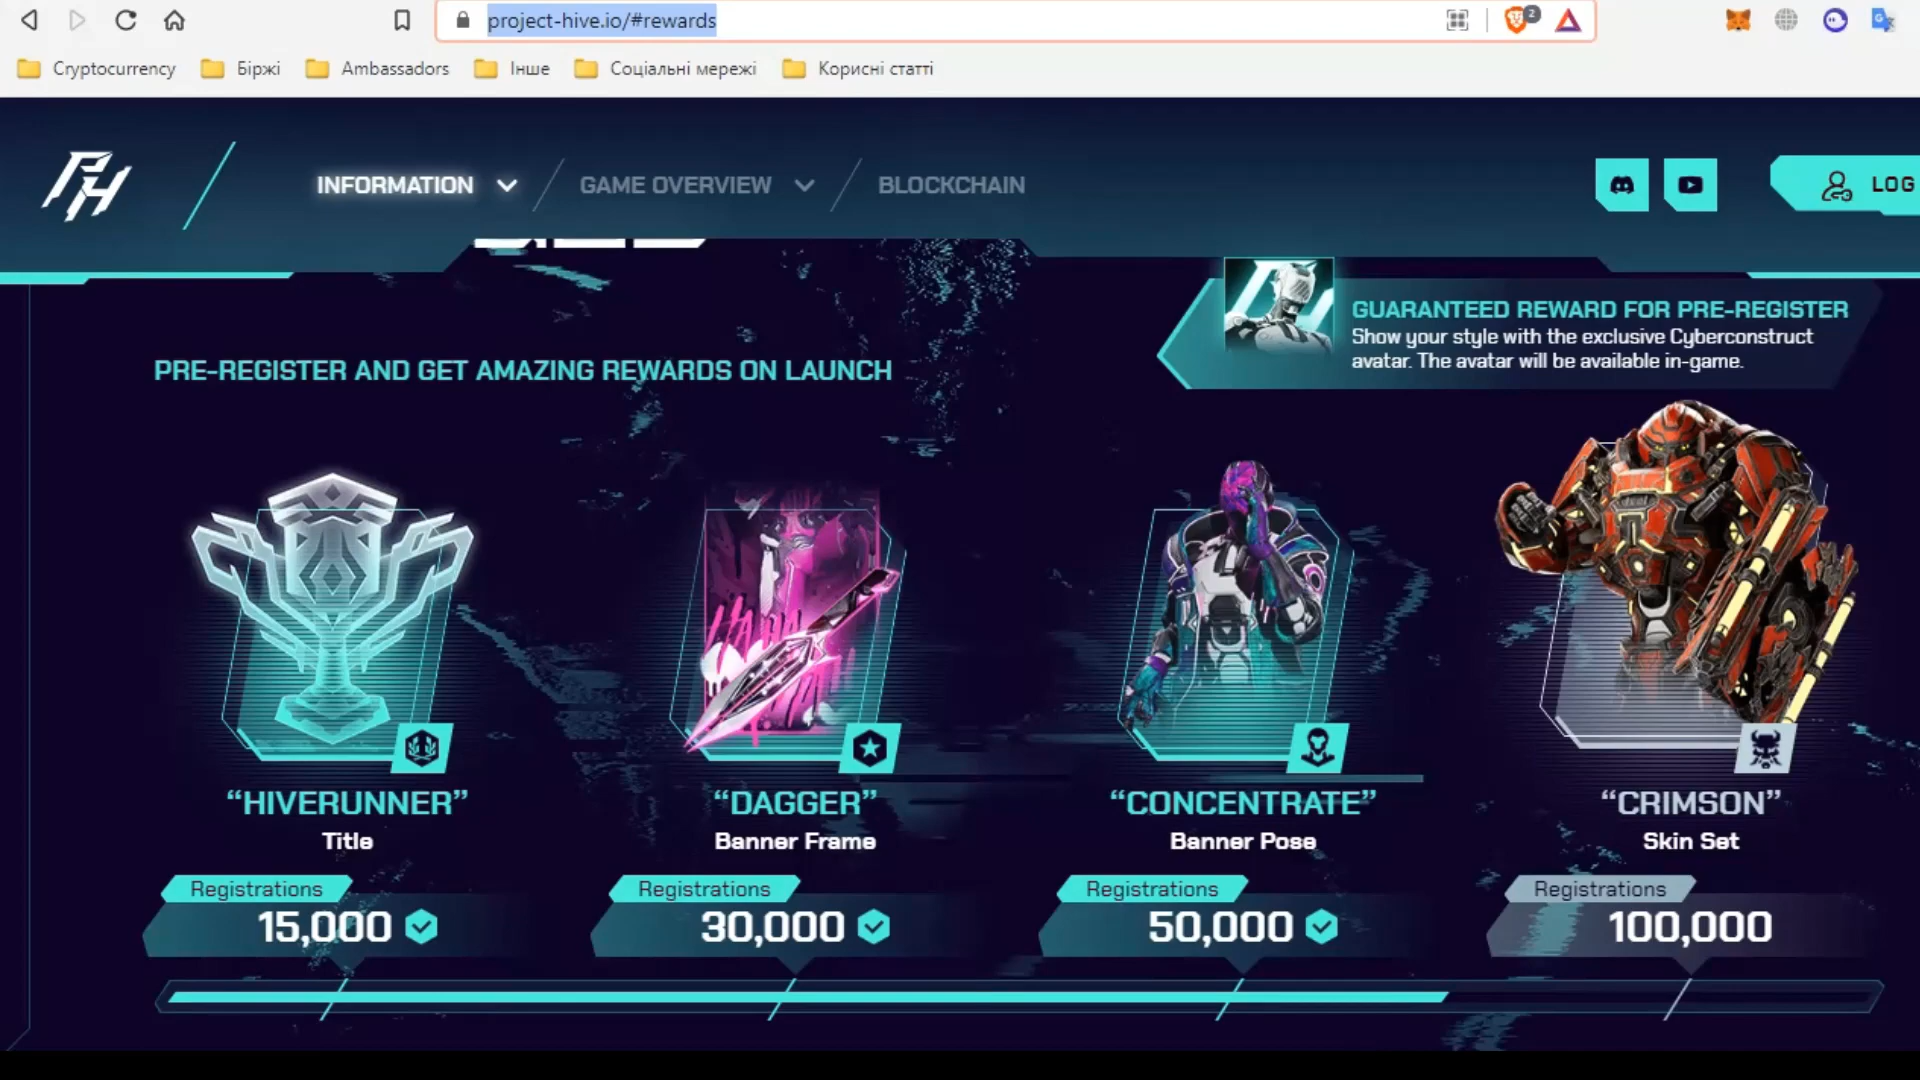 project-hive.io/#rewards
2
Cryptocurrency
Біржі
Ambassadors
Інше
Соціальні мережі
Корисні статті
PH
INFORMATION
GAME OVERVIEW
BLOCKCHAIN
LOG
GUARANTEED REWARD FOR PRE-REGISTER
Show your style with the exclusive Cyberconstruct
avatar. The avatar will be available in-game.
PRE-REGISTER AND GET AMAZING REWARDS ON LAUNCH
“HIVERUNNER”
Title
Registrations
15,000
“DAGGER”
Banner Frame
Registrations
30,000
“CONCENTRATE”
Banner Pose
Registrations
50,000
“CRIMSON”
Skin Set
Registrations
100,000